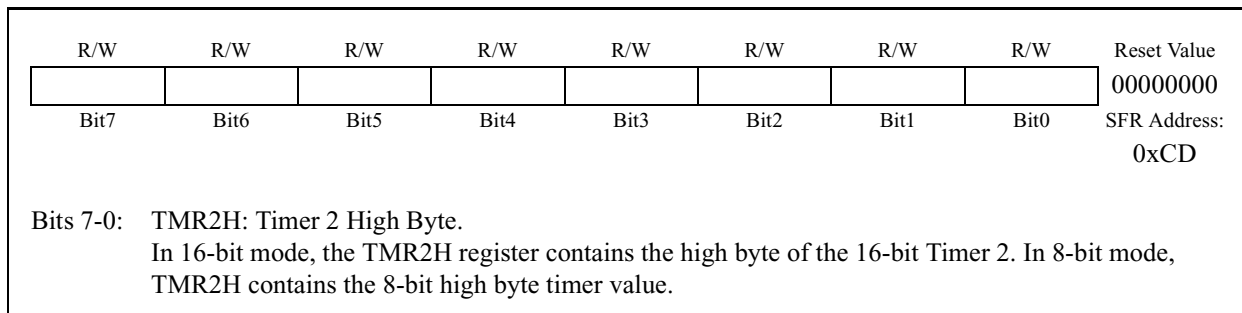 R/W R/W R/W R/W R/W R/W R/W R/W Reset Value
00000000
Bit7 Bit6 Bit5 Bit4 Bit3 Bit2 Bit1 Bit0 SFR Address:
0xCD
Bits 7-0: TMR2H: Timer 2 High Byte.
In 16-bit mode, the TMR2H register contains the high byte of the 16-bit Timer 2. In 8-bit mode,
TMR2H contains the 8-bit high byte timer value.